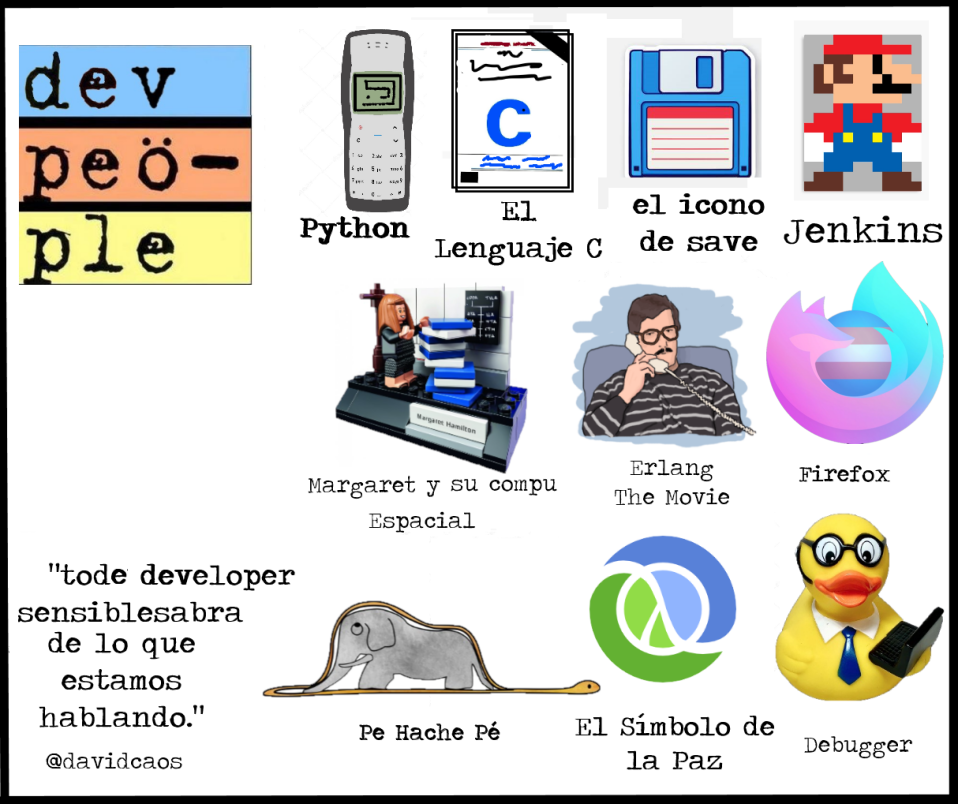 dev
peö-
ple
Python
C
El
Lenguaje C
el icono
de save
Jenkins
Margaret Hamilton
Margaret y su compu
Espacial
Erlang
The Movie
Firefox
"tode developer
sensiblesabra
de lo que
estamos
hablando."
@davidcaos
Pe Hache Pé
El Símbolo de
la Paz
Debugger